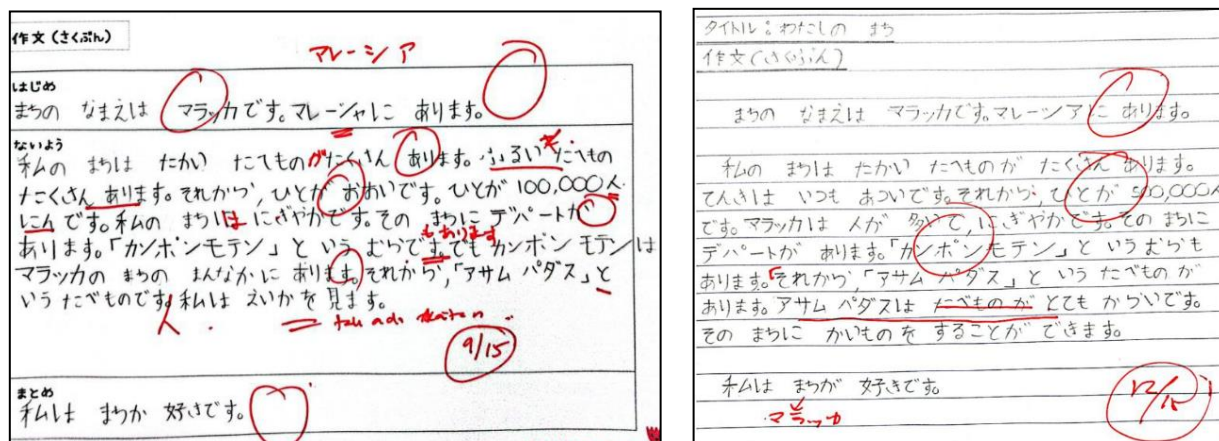 作文(さくぶん)
マレーシア
はじめ
まちの なまえは マラッカです。マレーシャに あります。
ないよう
私の まちは たかい たてものがたくさん あります。ふるい たてもの
たくさん あります。それから, ひとが おおいです。ひとが 100,000人
にんです。私の まちは にぎやかです。その まちに デパートが
もあります
あります。「カンポンモテン」と いう むらです。でも カンポン モテンは
マラッカの まちの まんなかに あります。それから, 「アサム パダス」と
いう たべものです。私は えいがを 見ます。
9/15
まとめ
私は まちが 好きです。
タイトル:わたしの まち
作文(さくぶん)
まちの なまえは マラッカです。マレーシアに あります。
私の まちは たかい たてものが たくさん あります。
てんきは いつも あついです。それから, ひとが 500,000人
です。マラッカは 人が 多いて, にぎやかです。その まちに
デパートが あります。「カンポンモテン」と いうむらも
あります。それから, 「アサム パダス」と いう たべものが
あります。アサム ペダスは たべものが とても からいです。
その まちに かいものを することが できます。
私は まちが 好きです。
マラッカ
12/15